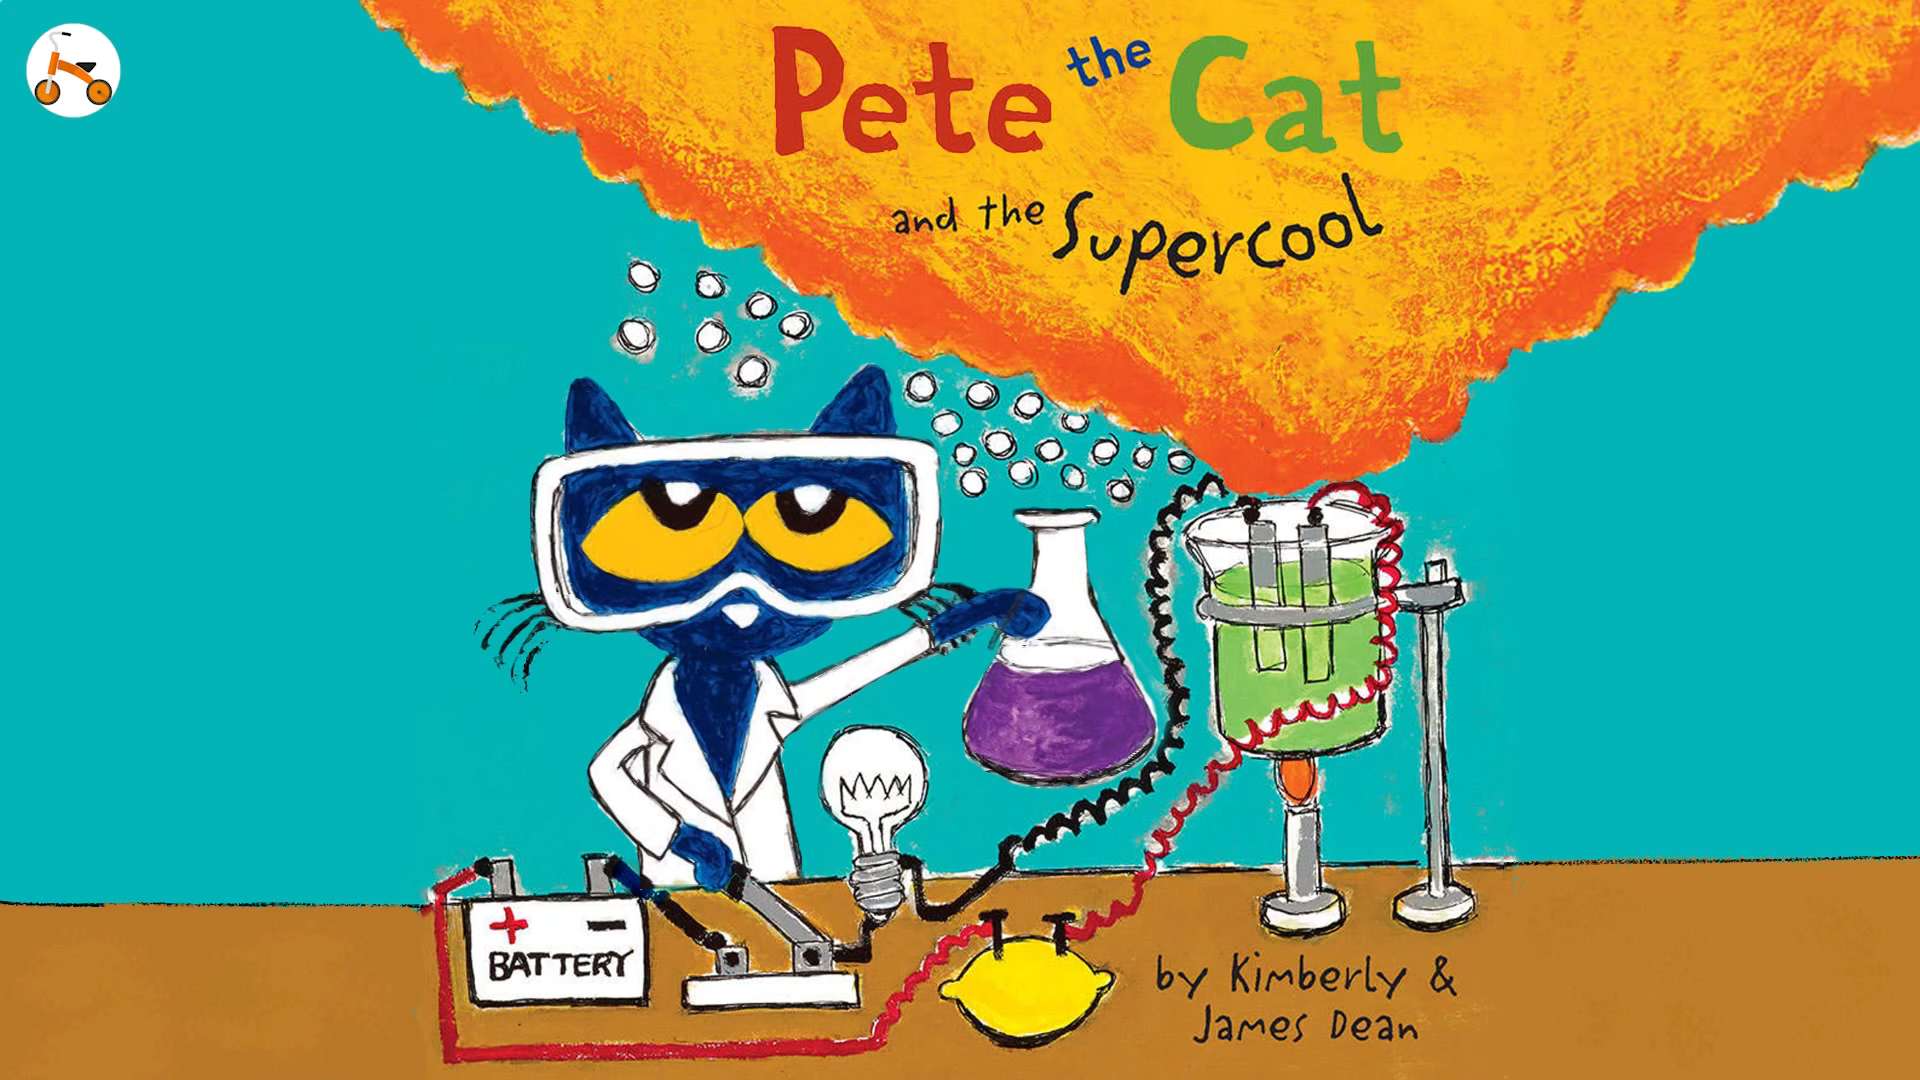 Pete the Cat
and the Supercool
+ -
BATTERY
by Kimberly &
James Dean